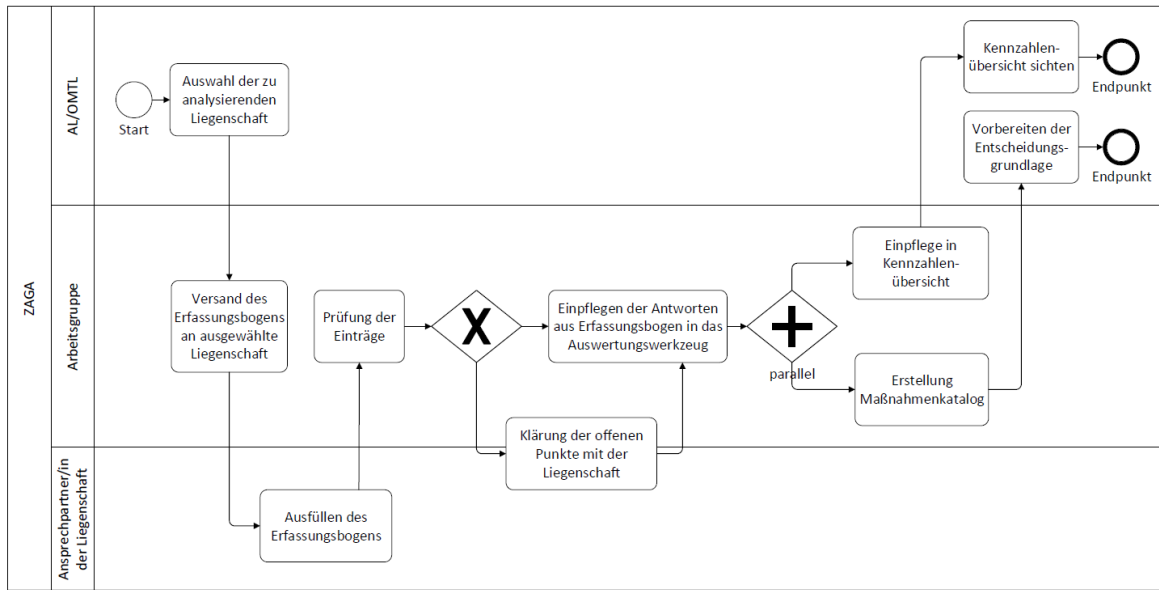 ZAGA
AL/OMTL
Start
Auswahl der zu
analysierenden
Liegenschaft
Kennzahlen-
übersicht sichten
Endpunkt
Vorbereiten der
Entscheidungs-
grundlage
Endpunkt
Arbeitsgruppe
Versand des
Erfassungsbogens
an ausgewählte
Liegenschaft
Prüfung der
Einträge
X
Einpflegen der Antworten
aus Erfassungsbogen in das
Auswertungswerkzeug
parallel
Einpflege in
Kennzahlen-
übersicht
Erstellung
Maßnahmenkatalog
Klärung der offenen
Punkte mit der
Liegenschaft
Ansprechpartner/in
der Liegenschaft
Ausfüllen des
Erfassungsbogens